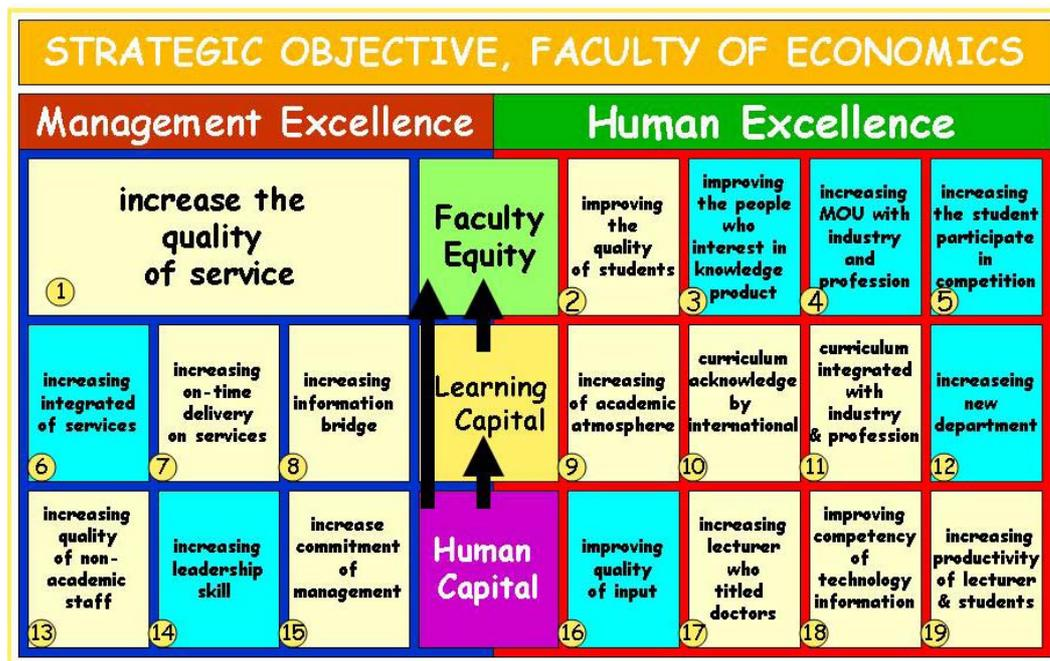 STRATEGIC OBJECTIVE, FACULTY OF ECONOMICS
Management Excellence
Human Excellence
increase the
quality
of service
1
Faculty
Equity
improving
the
quality
of students
2
improving
the people
who
interest in
knowledge
product
3
increasing
MOU with
industry
and
profession
4
increasing
the student
participate
in
competition
5
increasing
integrated
of services
6
increasing
on-time
delivery
on services
7
increasing
information
bridge
8
Learning
Capital
increasing
of academic
atmosphere
9
curriculum
acknowledge
by
international
10
curriculum
integrated
with
industry
& profession
11
increaseing
new
department
12
increasing
quality
of non-
academic
staff
13
increasing
leadership
skill
14
increase
commitment
of
management
15
Human
Capital
improving
quality
of input
16
increasing
lecturer
who
titled
doctors
17
improving
competency
of
technology
information
18
increasing
productivity
of lecturer
& students
19